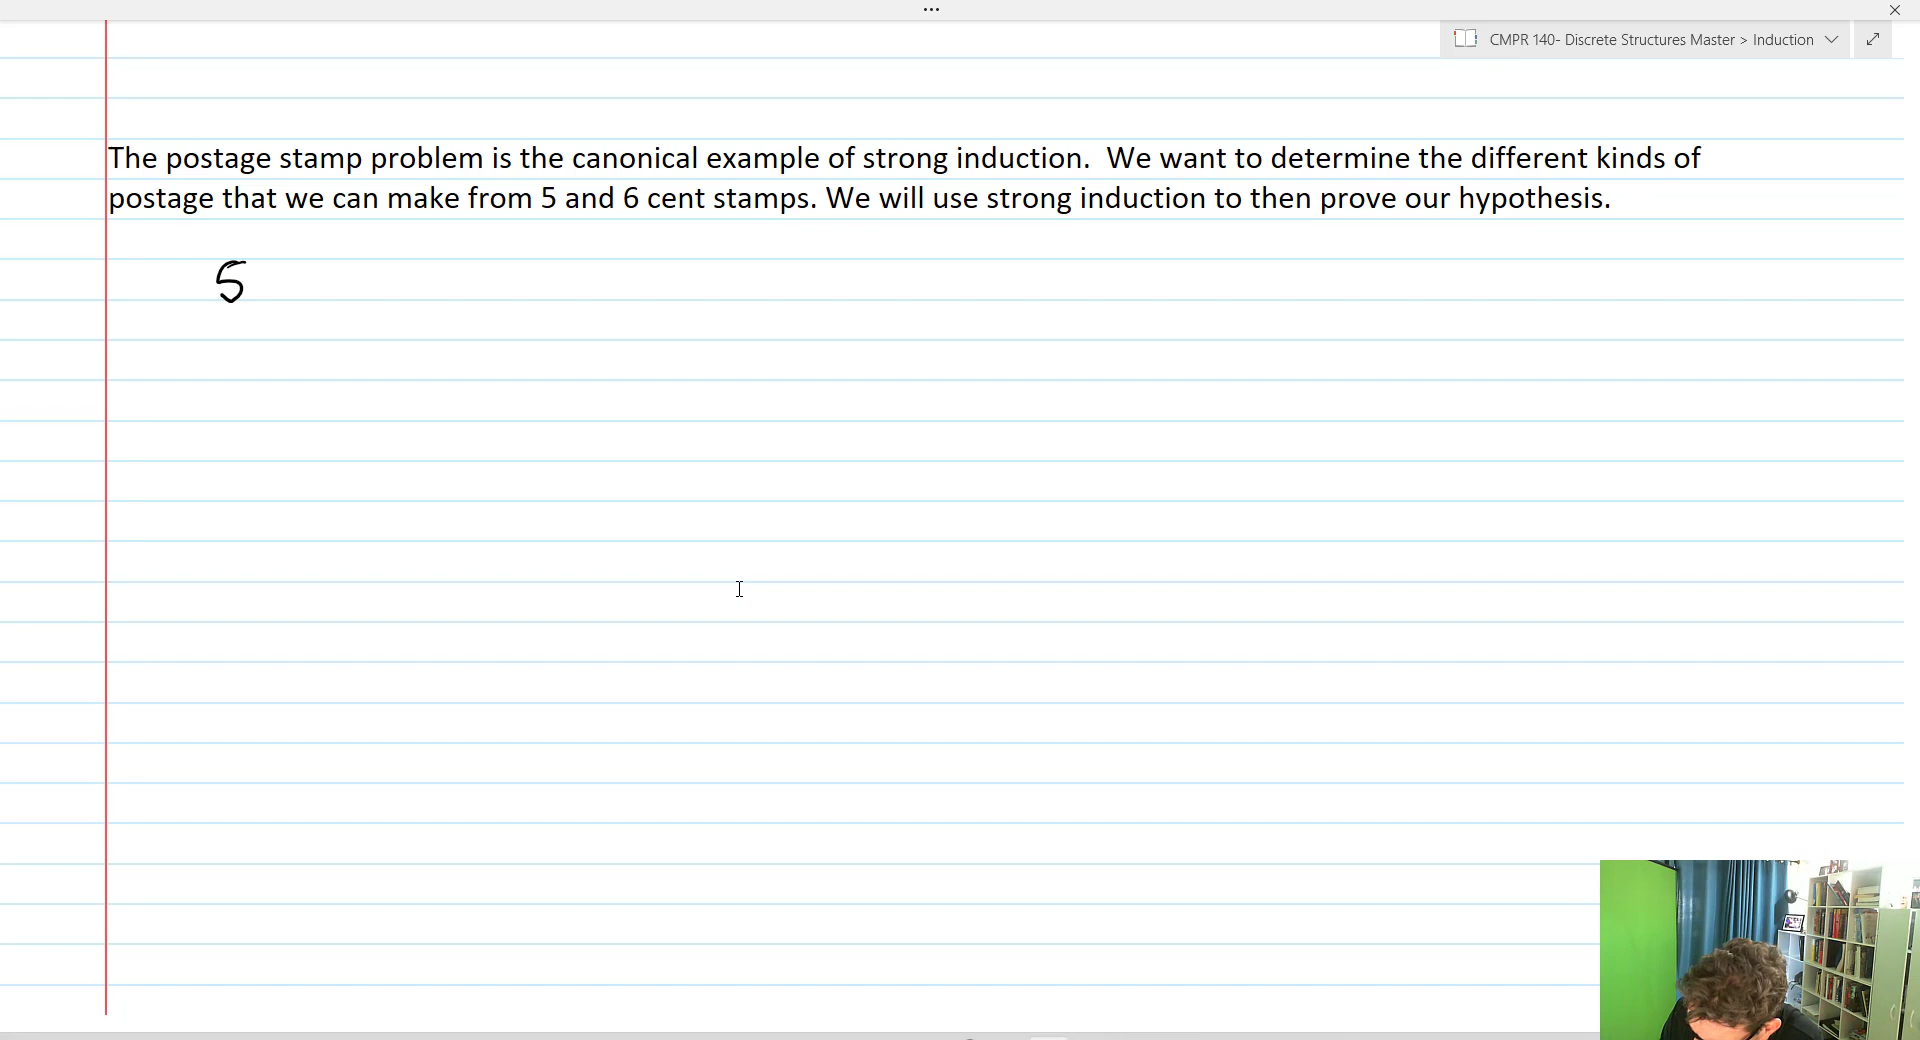 CMPR 140- Discrete Structures Master > Induction
The postage stamp problem is the canonical example of strong induction.  We want to determine the different kinds of
postage that we can make from 5 and 6 cent stamps. We will use strong induction to then prove our hypothesis.
5